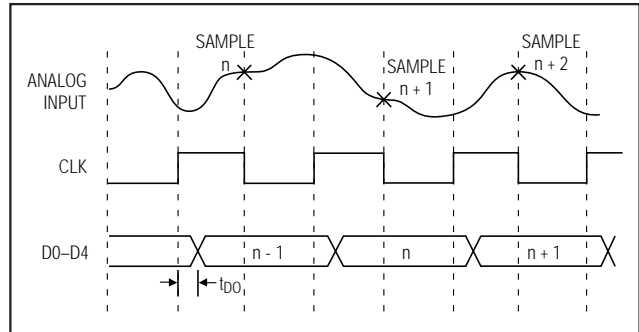 SAMPLE
n
SAMPLE
n + 1
SAMPLE
n + 2
ANALOG
INPUT
CLK
D0–D4
n - 1
n
n + 1
tDO